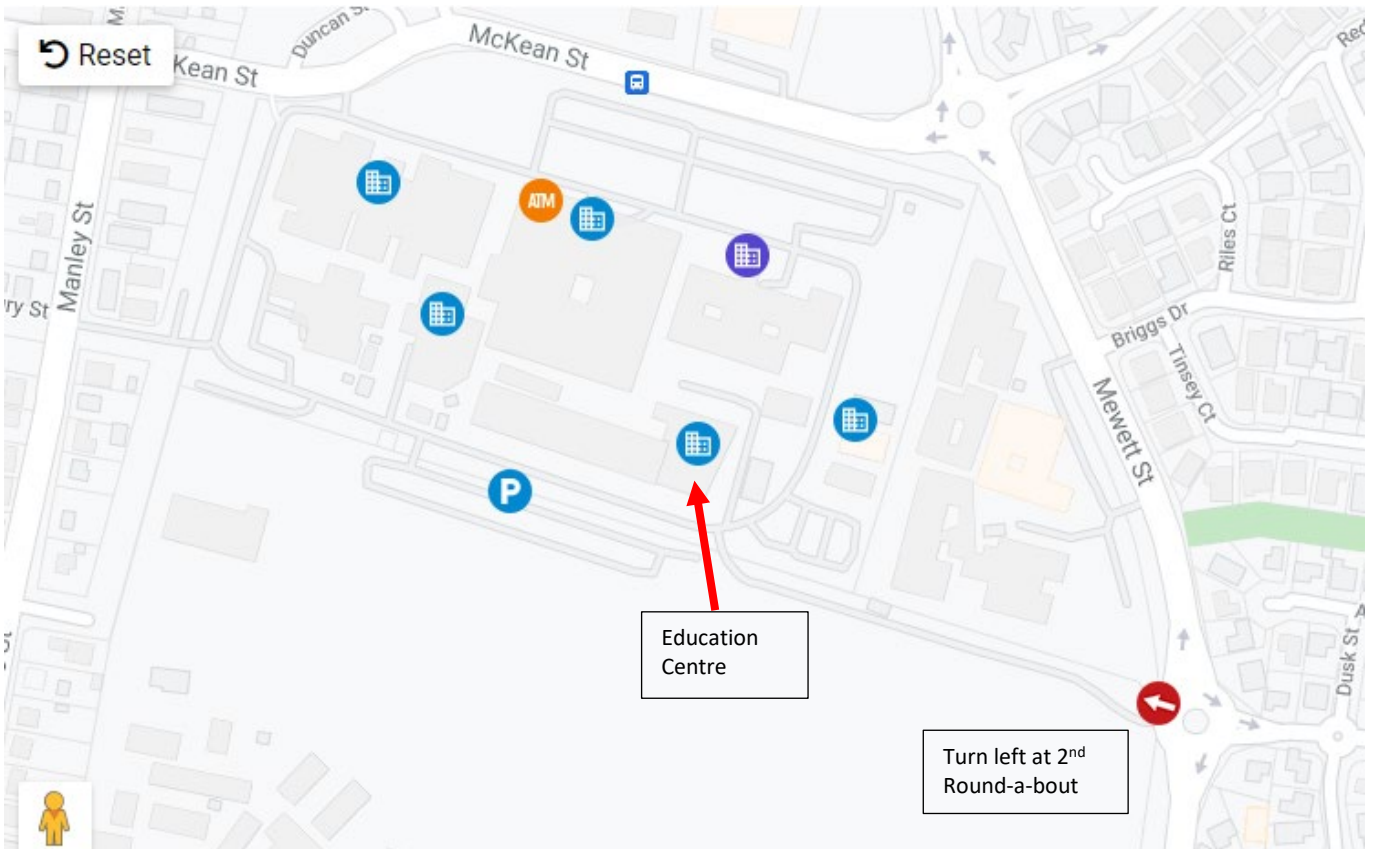 M
Duncan S
McKean St
Reset
Kean St
Red
ATM
Manley St
Riles Ct
ry St
Briggs Dr
Tinsey Ct
Mewett St
P
Education
Centre
Dusk St
A
Turn left at 2nd
Round-a-bout